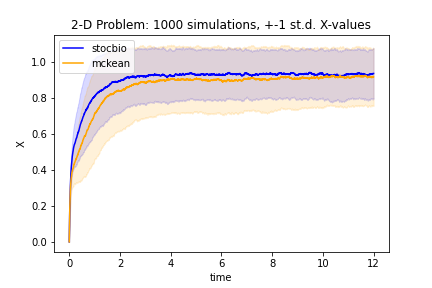 2-D Problem: 1000 simulations, +-1 st.d. X-values
stocbio
mckean
1.0
0.8
0.6
0.4
0.2
0.0
X
0 2 4 6 8 10 12
time